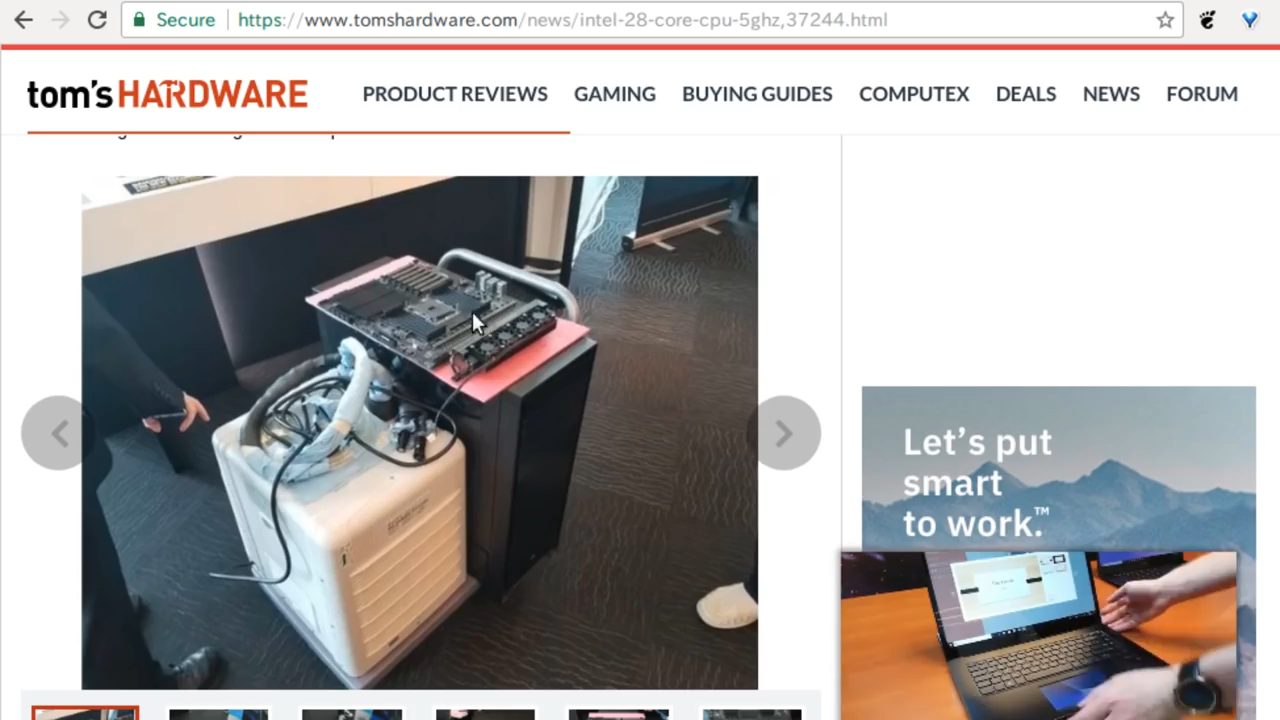 Secure https://www.tomshardware.com/news/intel-28-core-cpu-5ghz,37244.html
tom's HARDWARE PRODUCT REVIEWS GAMING BUYING GUIDES COMPUTEX DEALS NEWS FORUM
Let's put
smart
to work.™